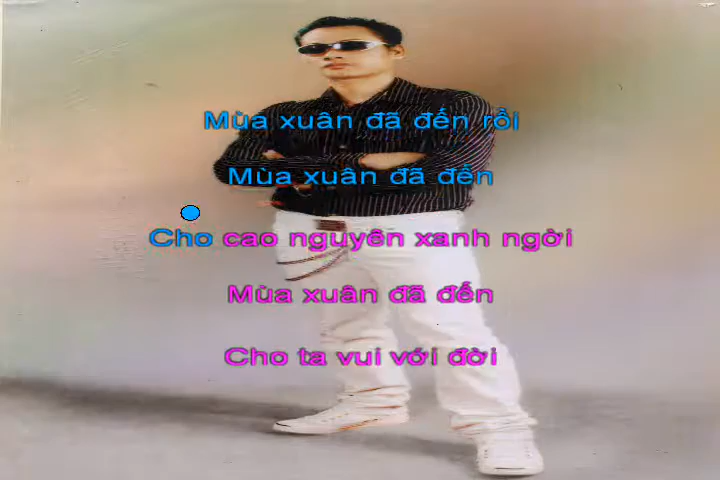 Mùa xuân đã đến rồi
Mùa xuân đã đến
Cho cao nguyên xanh ngời
Mùa xuân đã đến
Cho ta vui với đời